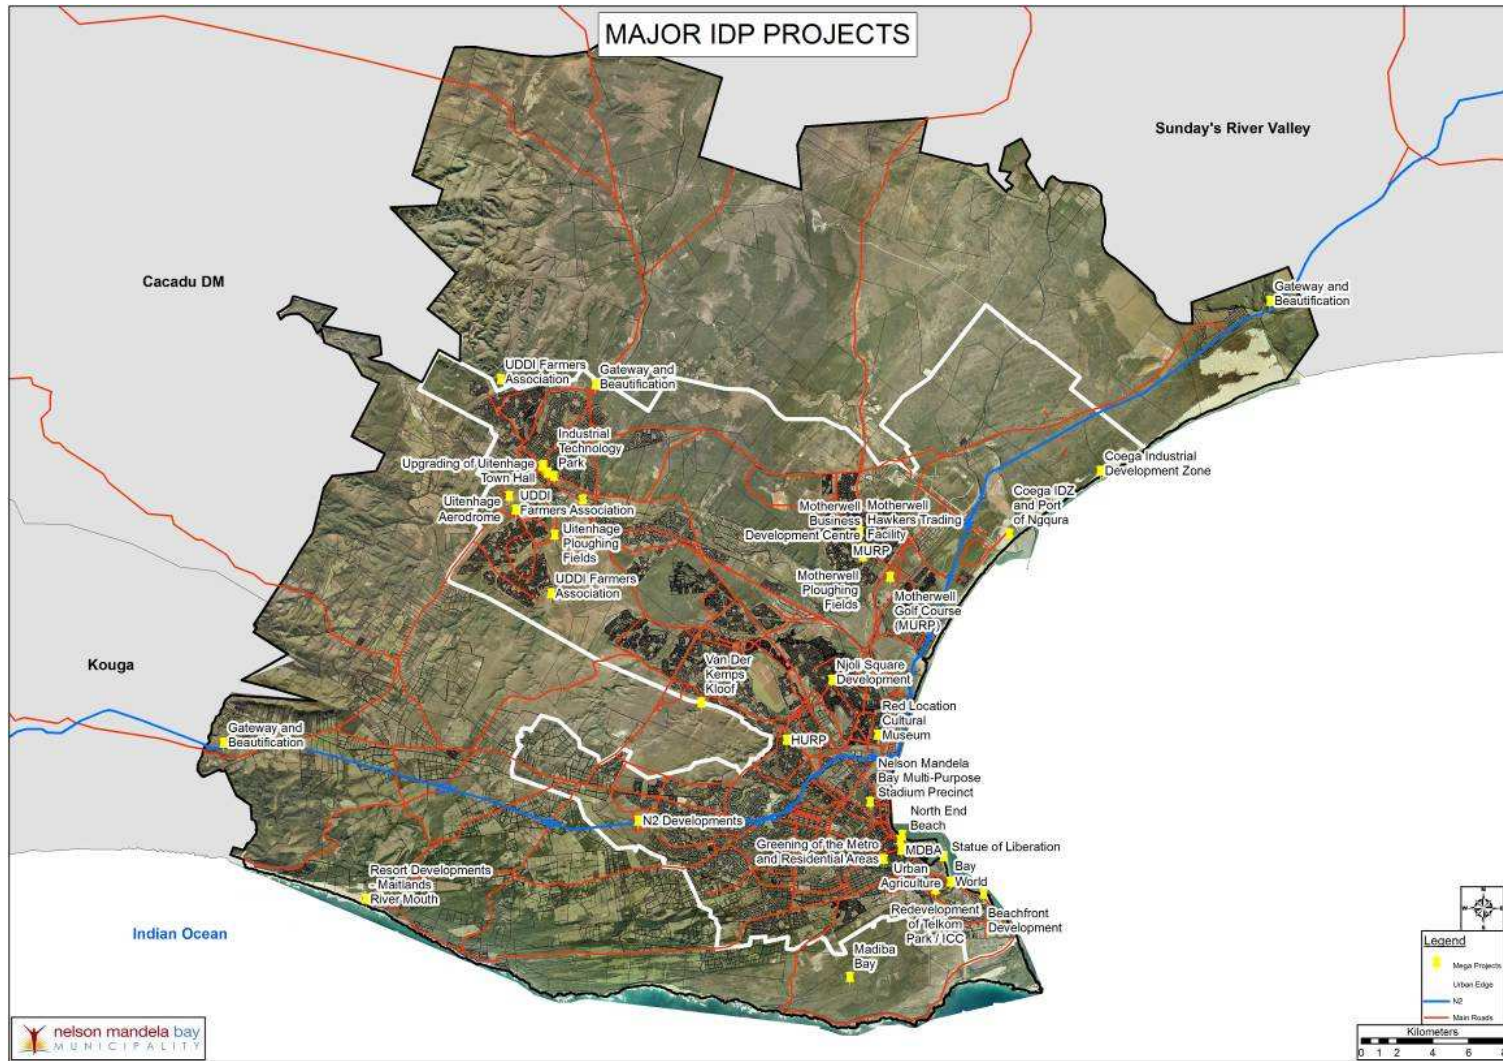 MAJOR IDP PROJECTS
Sunday's River Valley
Cacadu DM
Kouga
Indian Ocean
Gateway and
Beautification
UDDI Farmers
Association
Gateway and
Beautification
Industrial
Technology
Park
Upgrading of Uitenhage
Town Hall
Uitenhage
Aerodrome
UDDI
Farmers Association
Uitenhage
Ploughing
Fields
UDDI Farmers
Association
Coega Industrial
Development Zone
Coega IDZ
and Port
of Ngqura
Motherwell
Business
Development Centre
Motherwell
Hawkers Trading
Facility
MURP
Motherwell
Ploughing
Fields
Motherwell
Golf Course
(MURP)
Van Der
Kemps
Kloof
Njoli Square
Development
Red Location
Cultural
Museum
HURP
Gateway and
Beautification
Nelson Mandela
Bay Multi-Purpose
Stadium Precinct
N2 Developments
North End
Beach
MDBA
Statue of Liberation
Greening of the Metro
and Residential Areas
Urban
Agriculture
Bay
World
Resort Developments
- Maitlands
River Mouth
Redevelopment
of Telkom
Park / ICC
Beachfront
Development
Madiba
Bay
N
W
E
S
Legend
Mega Projects
Urban Edge
N2
Main Roads
Kilometers
0 1 2 4 6 8
nelson mandela bay
MUNICIPALITY